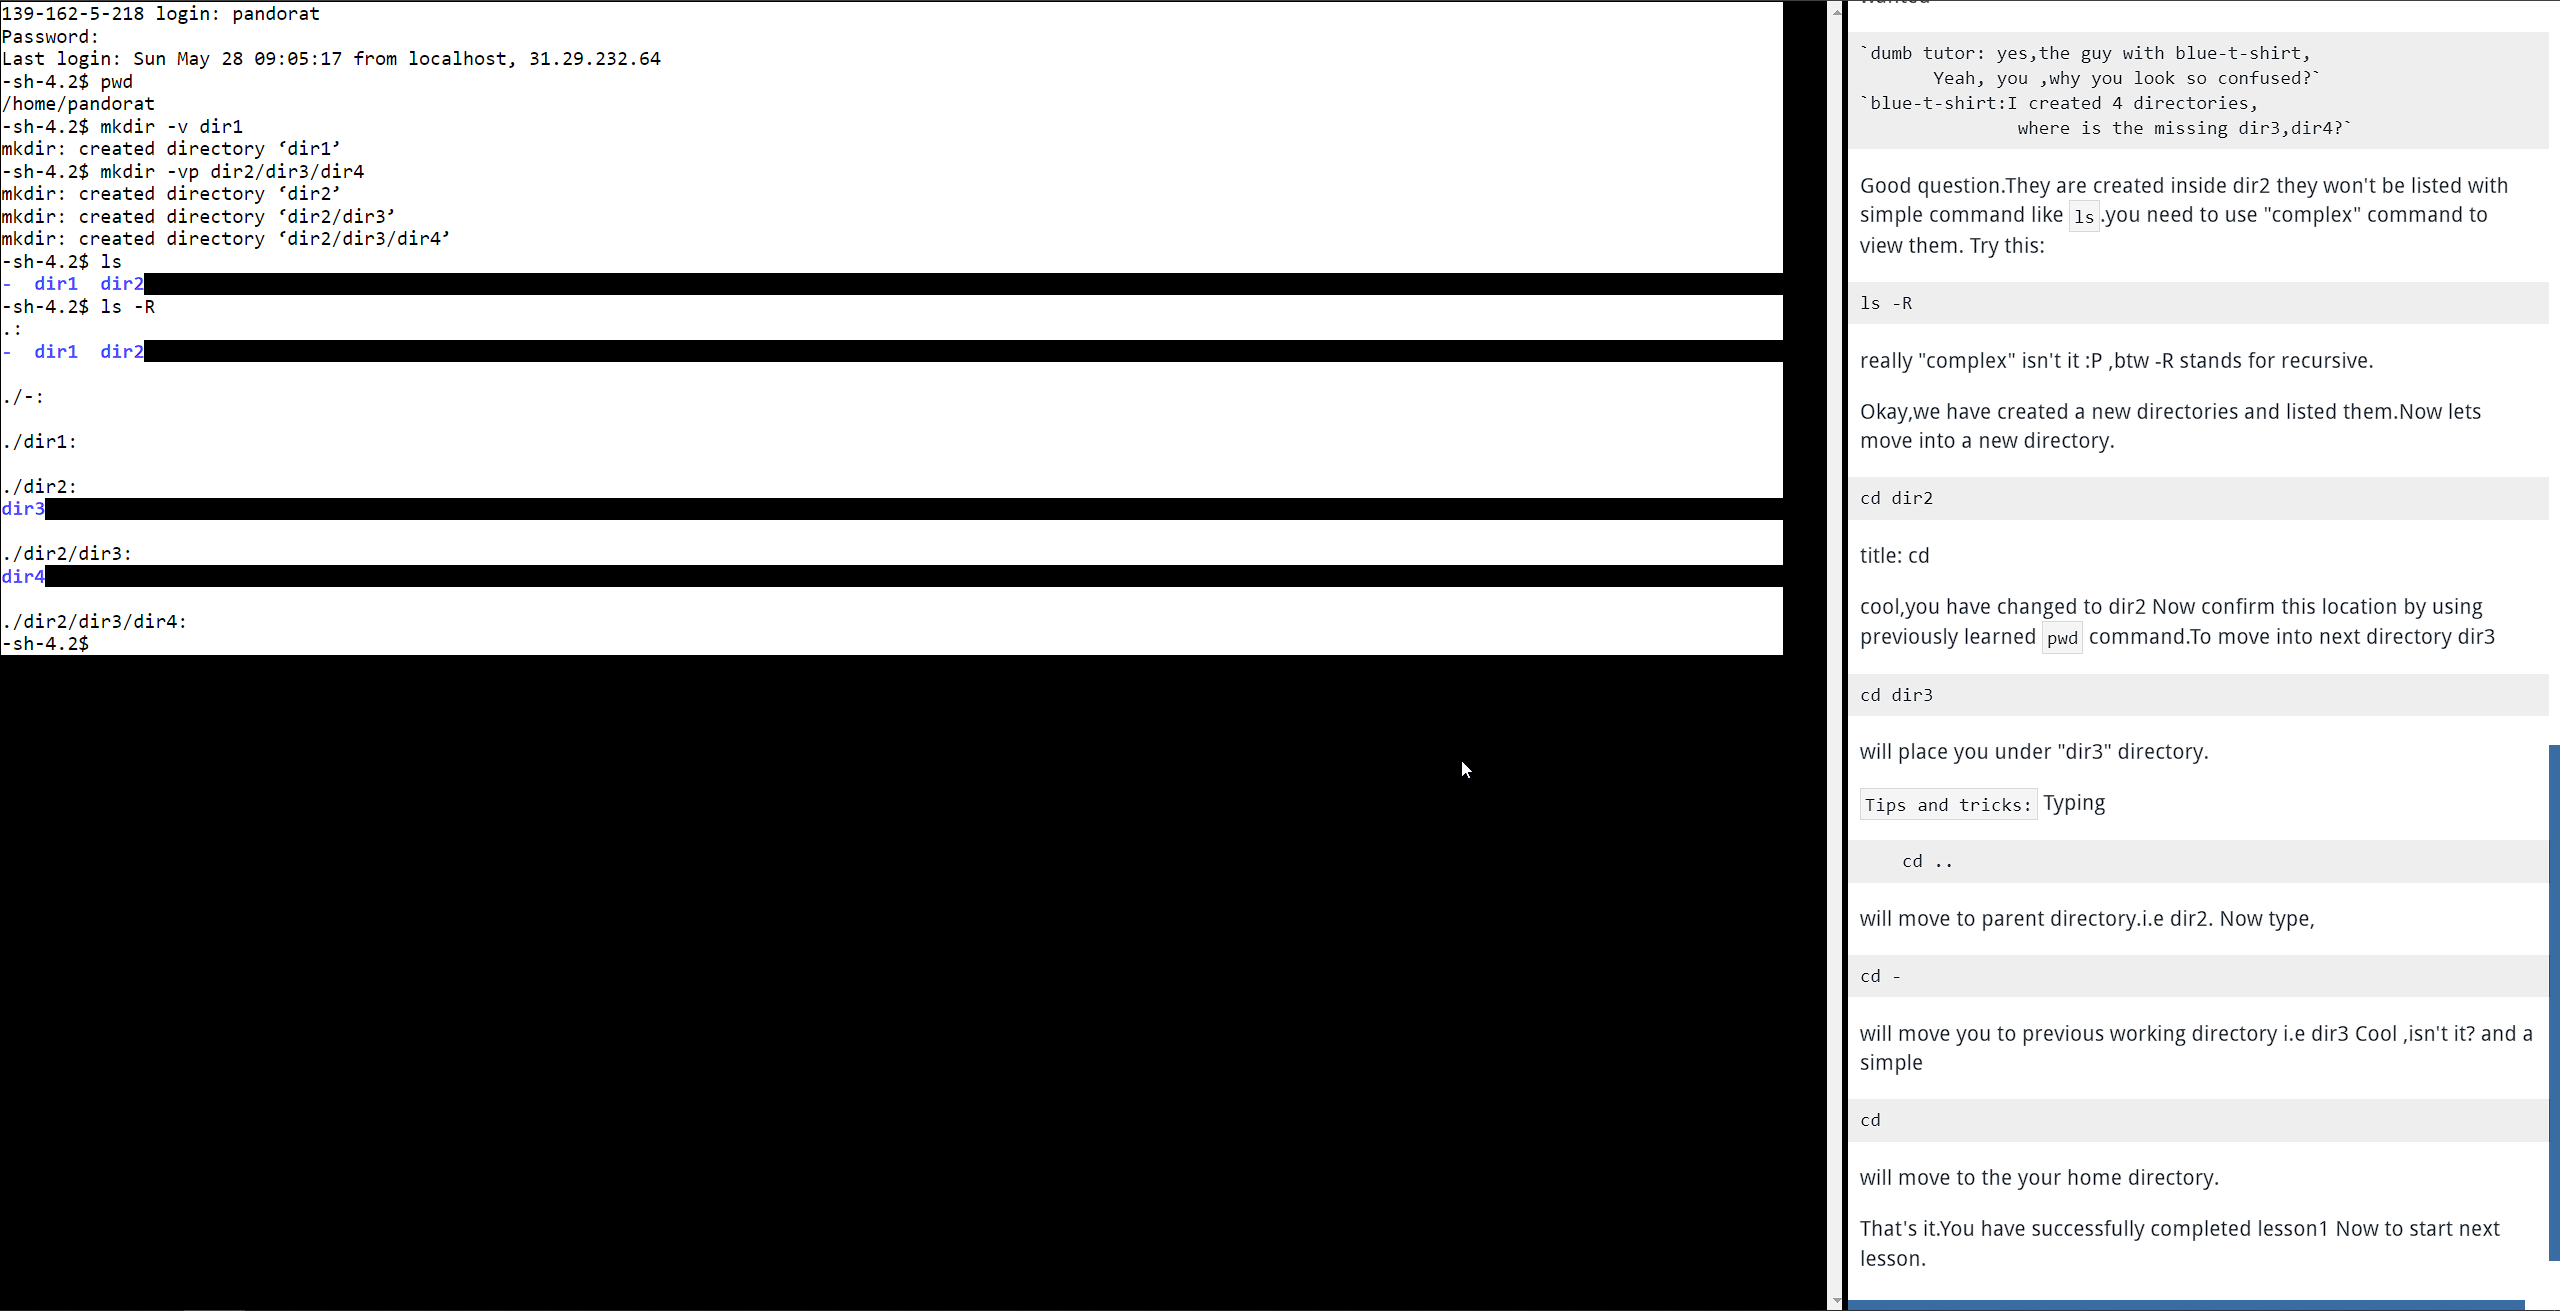 139-162-5-218 login: pandorat
Password:
Last login: Sun May 28 09:05:17 from localhost, 31.29.232.64
-sh-4.2$ pwd
/home/pandorat
-sh-4.2$ mkdir -v dir1
mkdir: created directory ‘dir1’
-sh-4.2$ mkdir -vp dir2/dir3/dir4
mkdir: created directory ‘dir2’
mkdir: created directory ‘dir2/dir3’
mkdir: created directory ‘dir2/dir3/dir4’
-sh-4.2$ ls
-  dir1  dir2
-sh-4.2$ ls -R
.:
-  dir1  dir2
./-:
./dir1:
./dir2:
dir3
./dir2/dir3:
dir4
./dir2/dir3/dir4:
-sh-4.2$
`dumb tutor: yes,the guy with blue-t-shirt,
Yeah, you ,why you look so confused?`
`blue-t-shirt:I created 4 directories,
where is the missing dir3,dir4?`
Good question.They are created inside dir2 they won't be listed with
simple command like ls.you need to use "complex" command to
view them. Try this:
ls -R
really "complex" isn't it :P ,btw -R stands for recursive.
Okay,we have created a new directories and listed them.Now lets
move into a new directory.
cd dir2
title: cd
cool,you have changed to dir2 Now confirm this location by using
previously learned pwd command.To move into next directory dir3
cd dir3
will place you under "dir3" directory.
Tips and tricks: Typing
cd ..
will move to parent directory.i.e dir2. Now type,
cd -
will move you to previous working directory i.e dir3 Cool ,isn't it? and a
simple
cd
will move to the your home directory.
That's it.You have successfully completed lesson1 Now to start next
lesson.